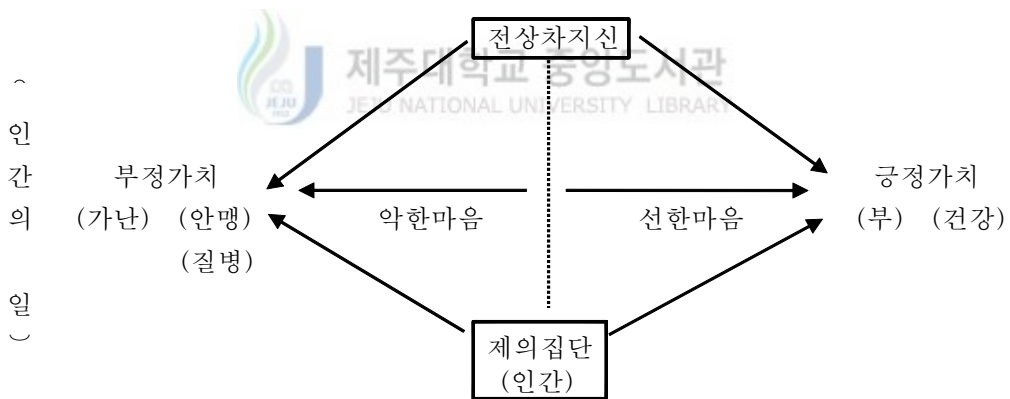 전상차지신
제주대학교 중앙도서관
JEJU NATIONAL UNIVERSITY LIBRARY
JEJU
1952
(인간의 일)
부정가치
긍정가치
(가난) (안맹)
악한마음
선한마음
(부) (건강)
(질병)
제의집단
(인간)